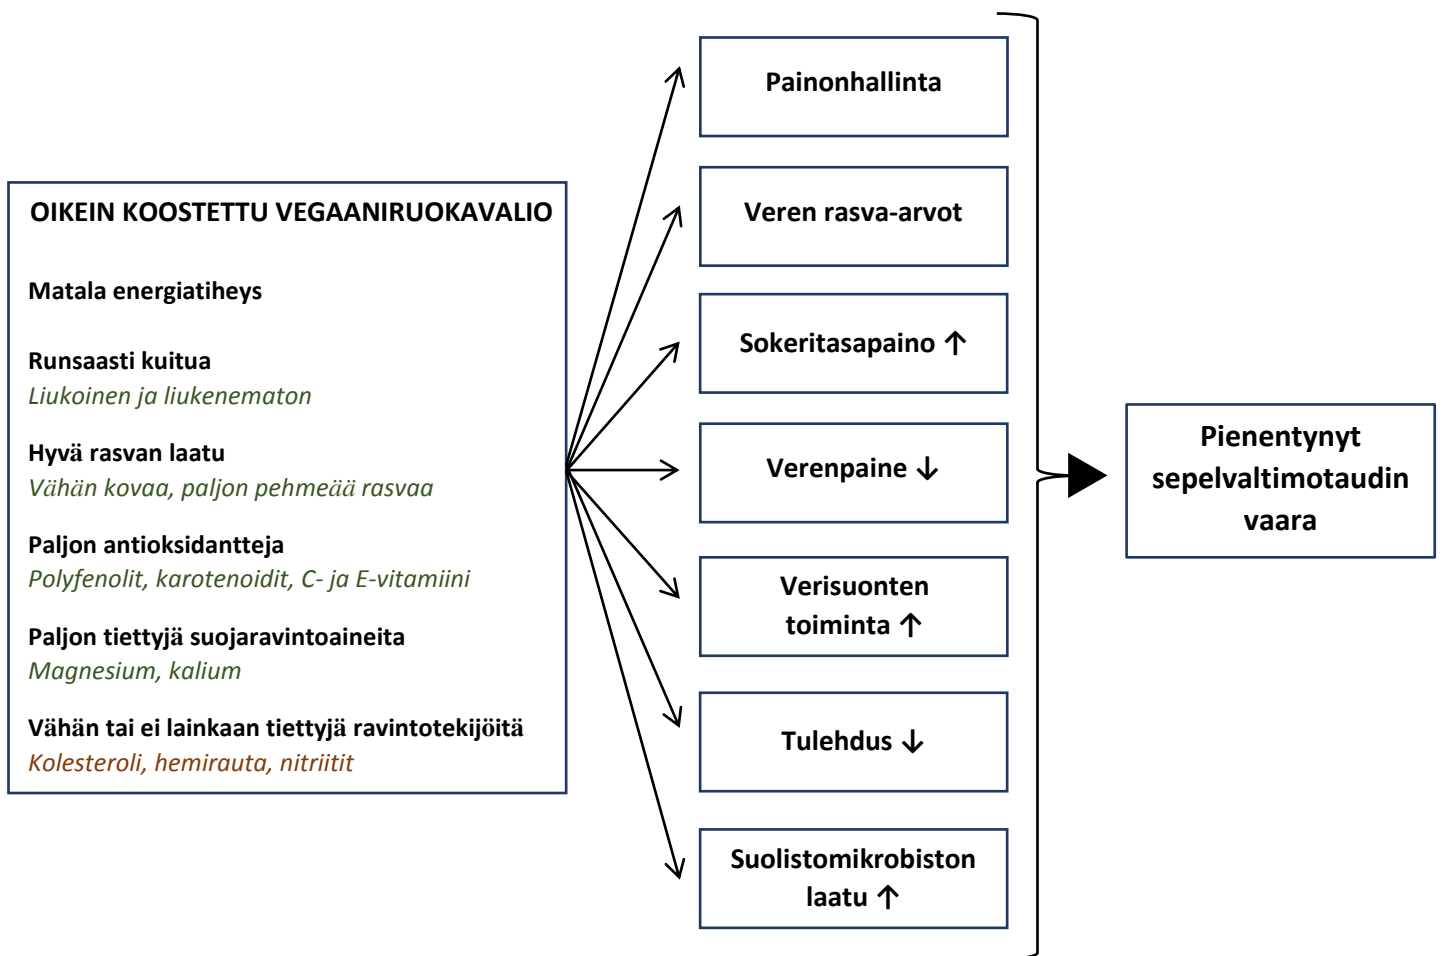 OIKEIN KOOSTETTU VEGAANIRUOKAVALIO
Matala energiatiheys
Runsaasti kuitua
Liukoinen ja liukenematon
Hyvä rasvan laatu
Vähän kovaa, paljon pehmeää rasvaa
Paljon antioksidantteja
Polyfenolit, karotenoidit, C- ja E-vitamiini
Paljon tiettyjä suojaravintoaineita
Magnesium, kalium
Vähän tai ei lainkaan tiettyjä ravintotekijöitä
Kolesteroli, hemirauta, nitriitit
Painonhallinta
Veren rasva-arvot
Sokeritasapaino ↑
Verenpaine ↓
Verisuonten
toiminta ↑
Tulehdus ↓
Suolistomikrobiston
laatu ↑
Pienentynyt
sepelvaltimotaudin
vaara